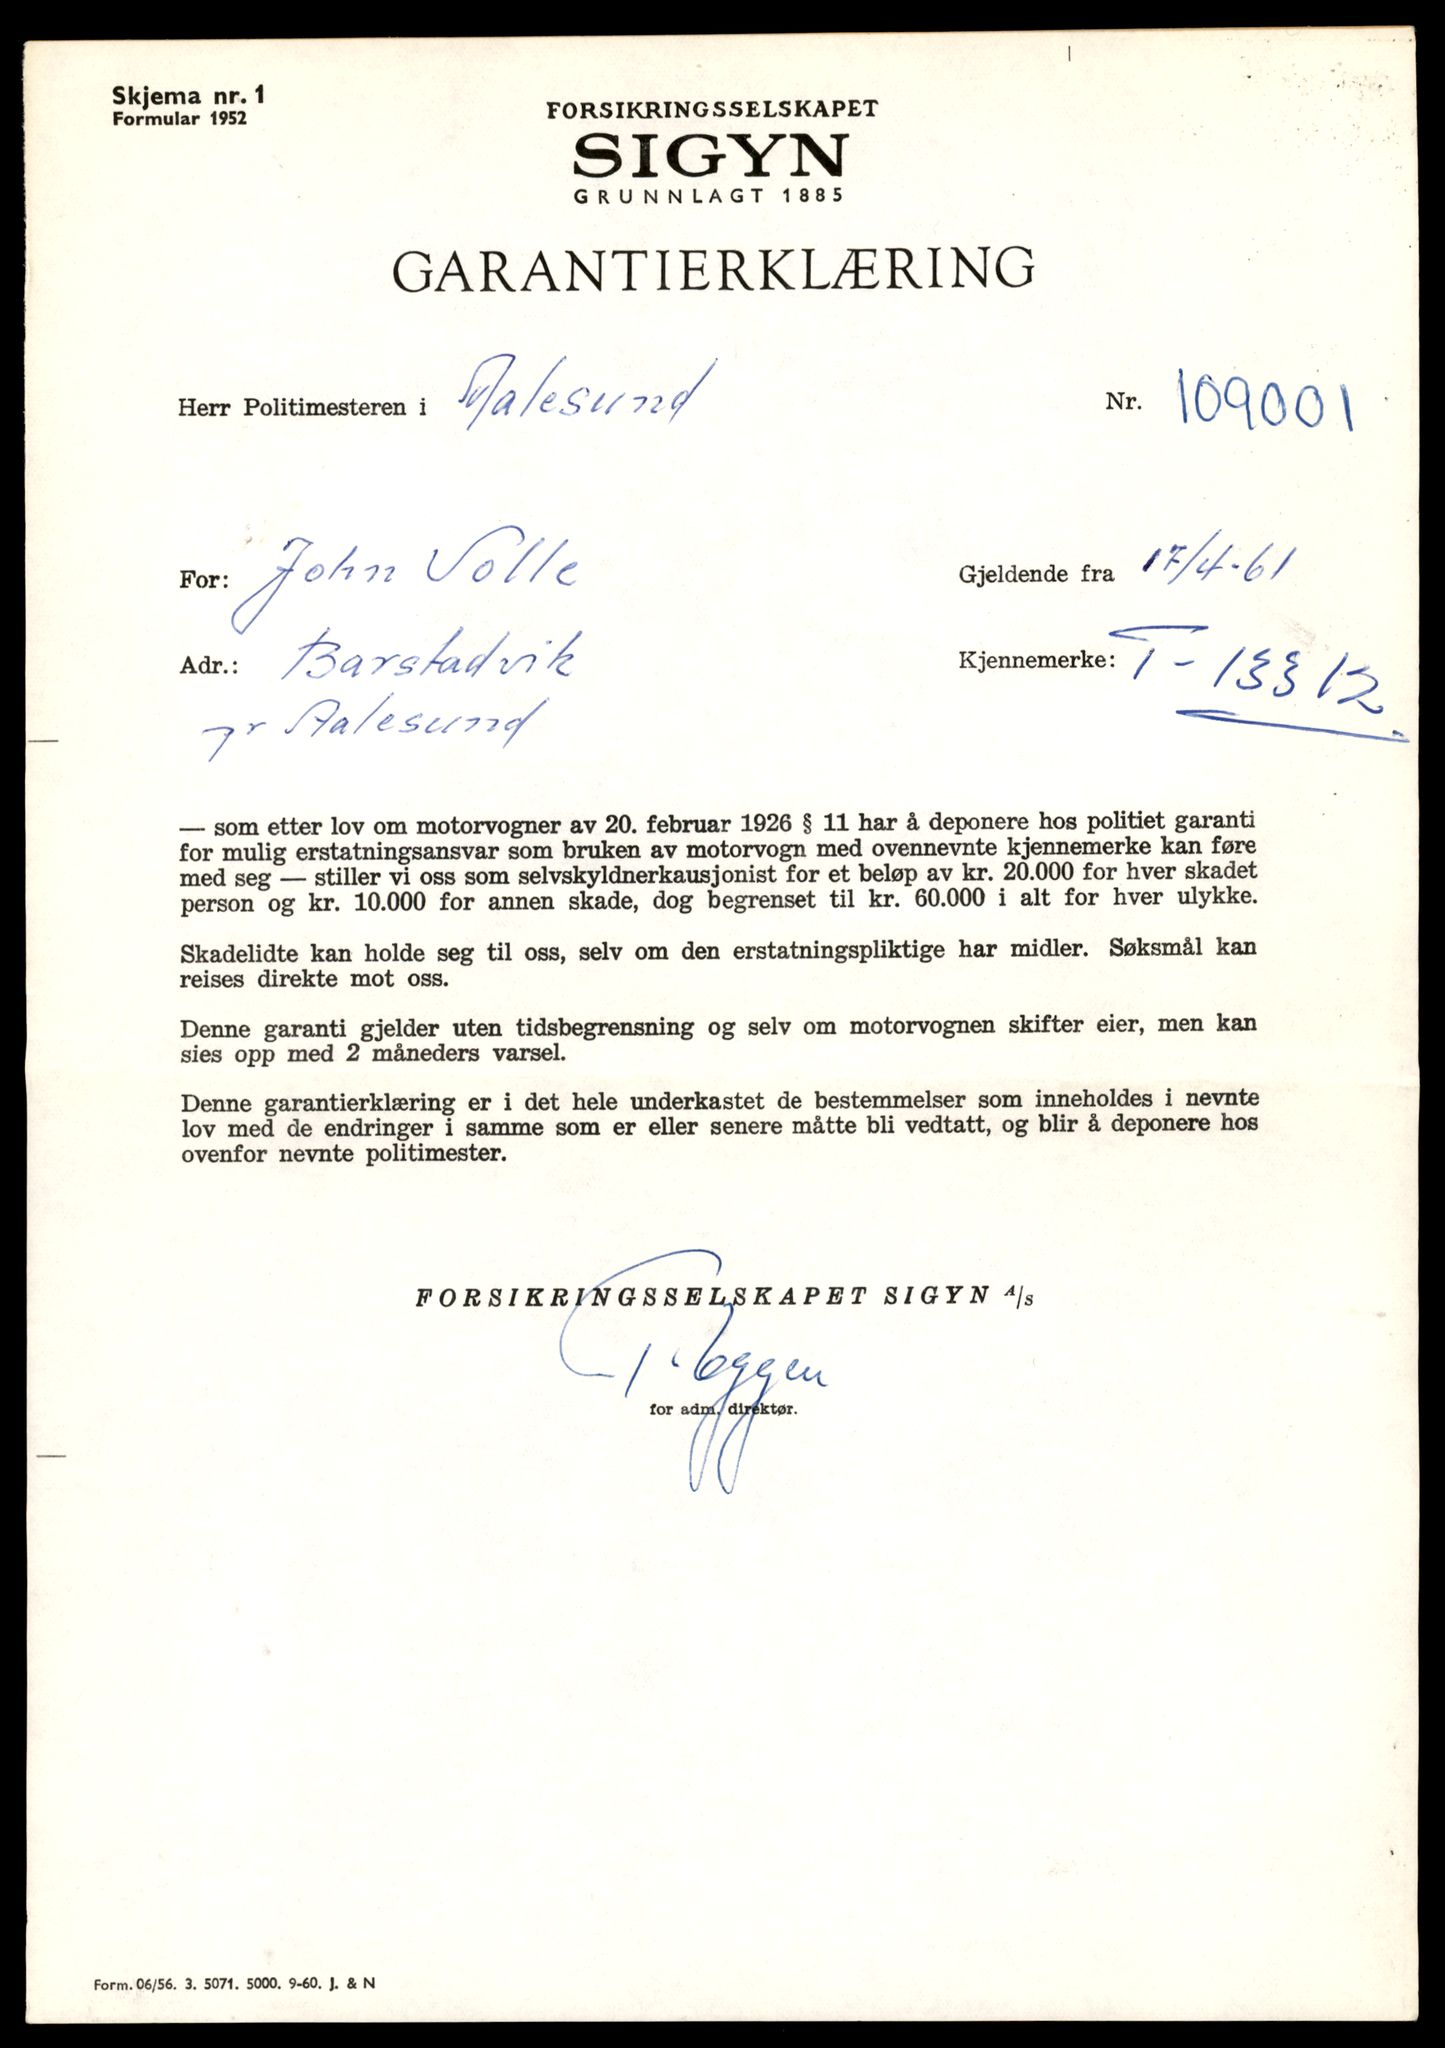 Skjema nr. 1
Formular 1952
FORSIKRINGSSELSKAPET
SIGYN
GRUNNLAGT 1885
GARANTIERKLÆRING
Herr Politimesteren i Aalesund
Nr. 109001
For: John Volle
Gjeldende fra 17/4-61
Adr.: Barstadvik
Kjennemerke: T-13312
pr Aalesund
— som etter lov om motorvogner av 20. februar 1926 § 11 har å deponere hos politiet garanti
for mulig erstatningsansvar som bruken av motorvogn med ovennevnte kjennemerke kan føre
med seg — stiller vi oss som selvskyldnerkausjonist for et beløp av kr. 20.000 for hver skadet
person og kr. 10.000 for annen skade, dog begrenset til kr. 60.000 i alt for hver ulykke.
Skadelidte kan holde seg til oss, selv om den erstatningspliktige har midler. Søksmål kan
reises direkte mot oss.
Denne garanti gjelder uten tidsbegrensning og selv om motorvognen skifter eier, men kan
sies opp med 2 måneders varsel.
Denne garantierklæring er i det hele underkastet de bestemmelser som inneholdes i nevnte
lov med de endringer i samme som er eller senere måtte bli vedtatt, og blir å deponere hos
ovenfor nevnte politimester.
FORSIKRINGSSELSKAPET SIGYN A/S
for adm. direktør.
Form. 06/56. 3. 5071. 5000. 9-60. J. & N